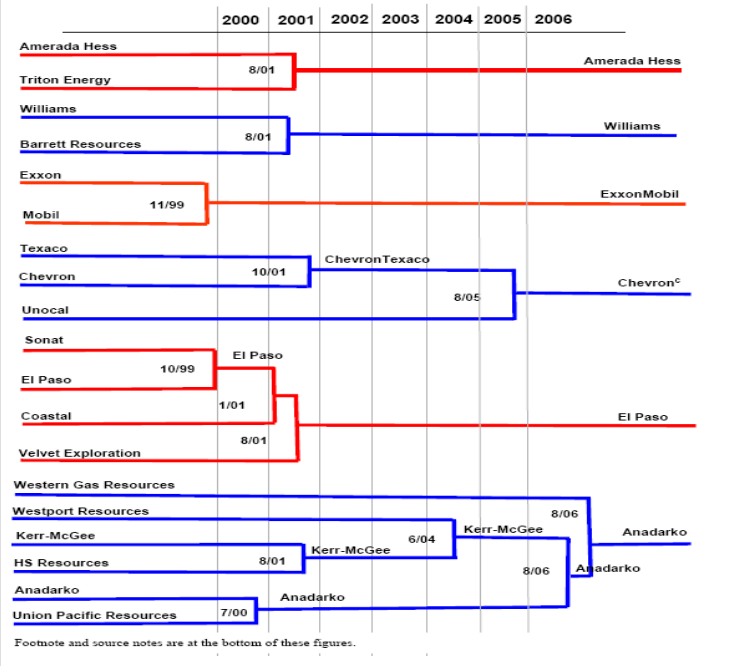 2000 2001 2002 2003 2004 2005 2006
Amerada Hess
8/01
Amerada Hess
Triton Energy
Williams
8/01
Williams
Barrett Resources
Exxon
11/99
ExxonMobil
Mobil
Texaco
ChevronTexaco
Chevron
10/01
8/05
Chevronᶜ
Unocal
Sonat
El Paso
10/99
El Paso
1/01
Coastal
El Paso
8/01
Velvet Exploration
Western Gas Resources
8/06
Westport Resources
Kerr-McGee
Kerr-McGee
6/04
Anadarko
Kerr-McGee
HS Resources
8/01
8/06
Anadarko
Anadarko
Anadarko
Union Pacific Resources
7/00
Footnote and source notes are at the bottom of these figures.